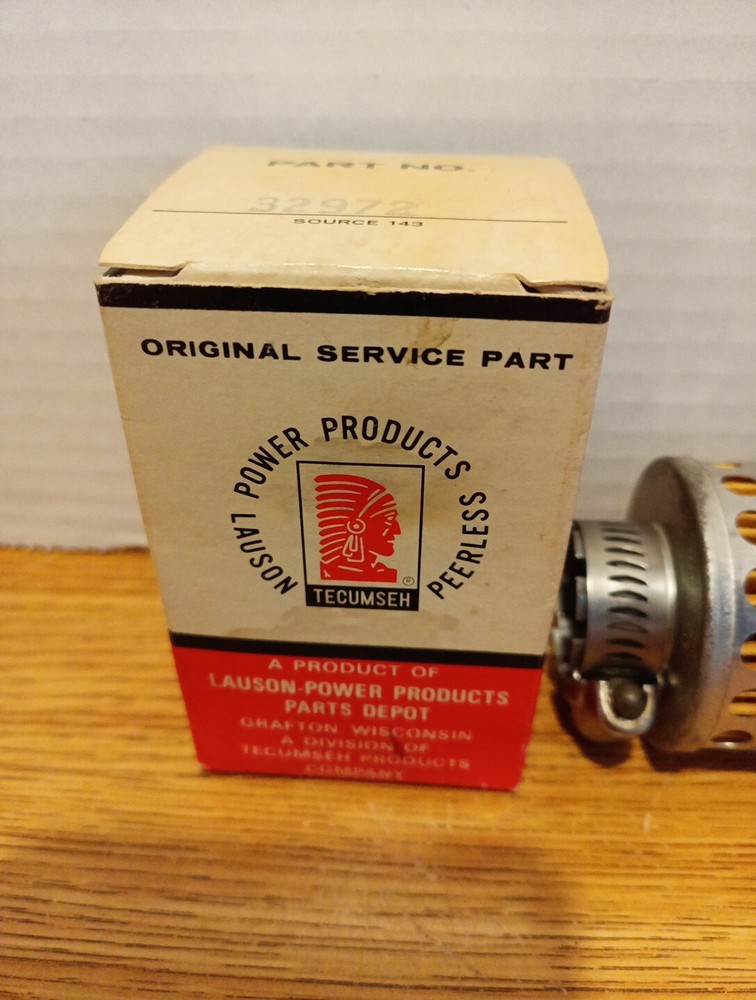 PART NO.
32972
SOURCE 143
ORIGINAL SERVICE PART
LAUSON POWER PRODUCTS PEERLESS
®
TECUMSEH
A PRODUCT OF
LAUSON-POWER PRODUCTS
PARTS DEPOT
GRAFTON, WISCONSIN
A DIVISION OF
TECUMSEH PRODUCTS
COMPANY